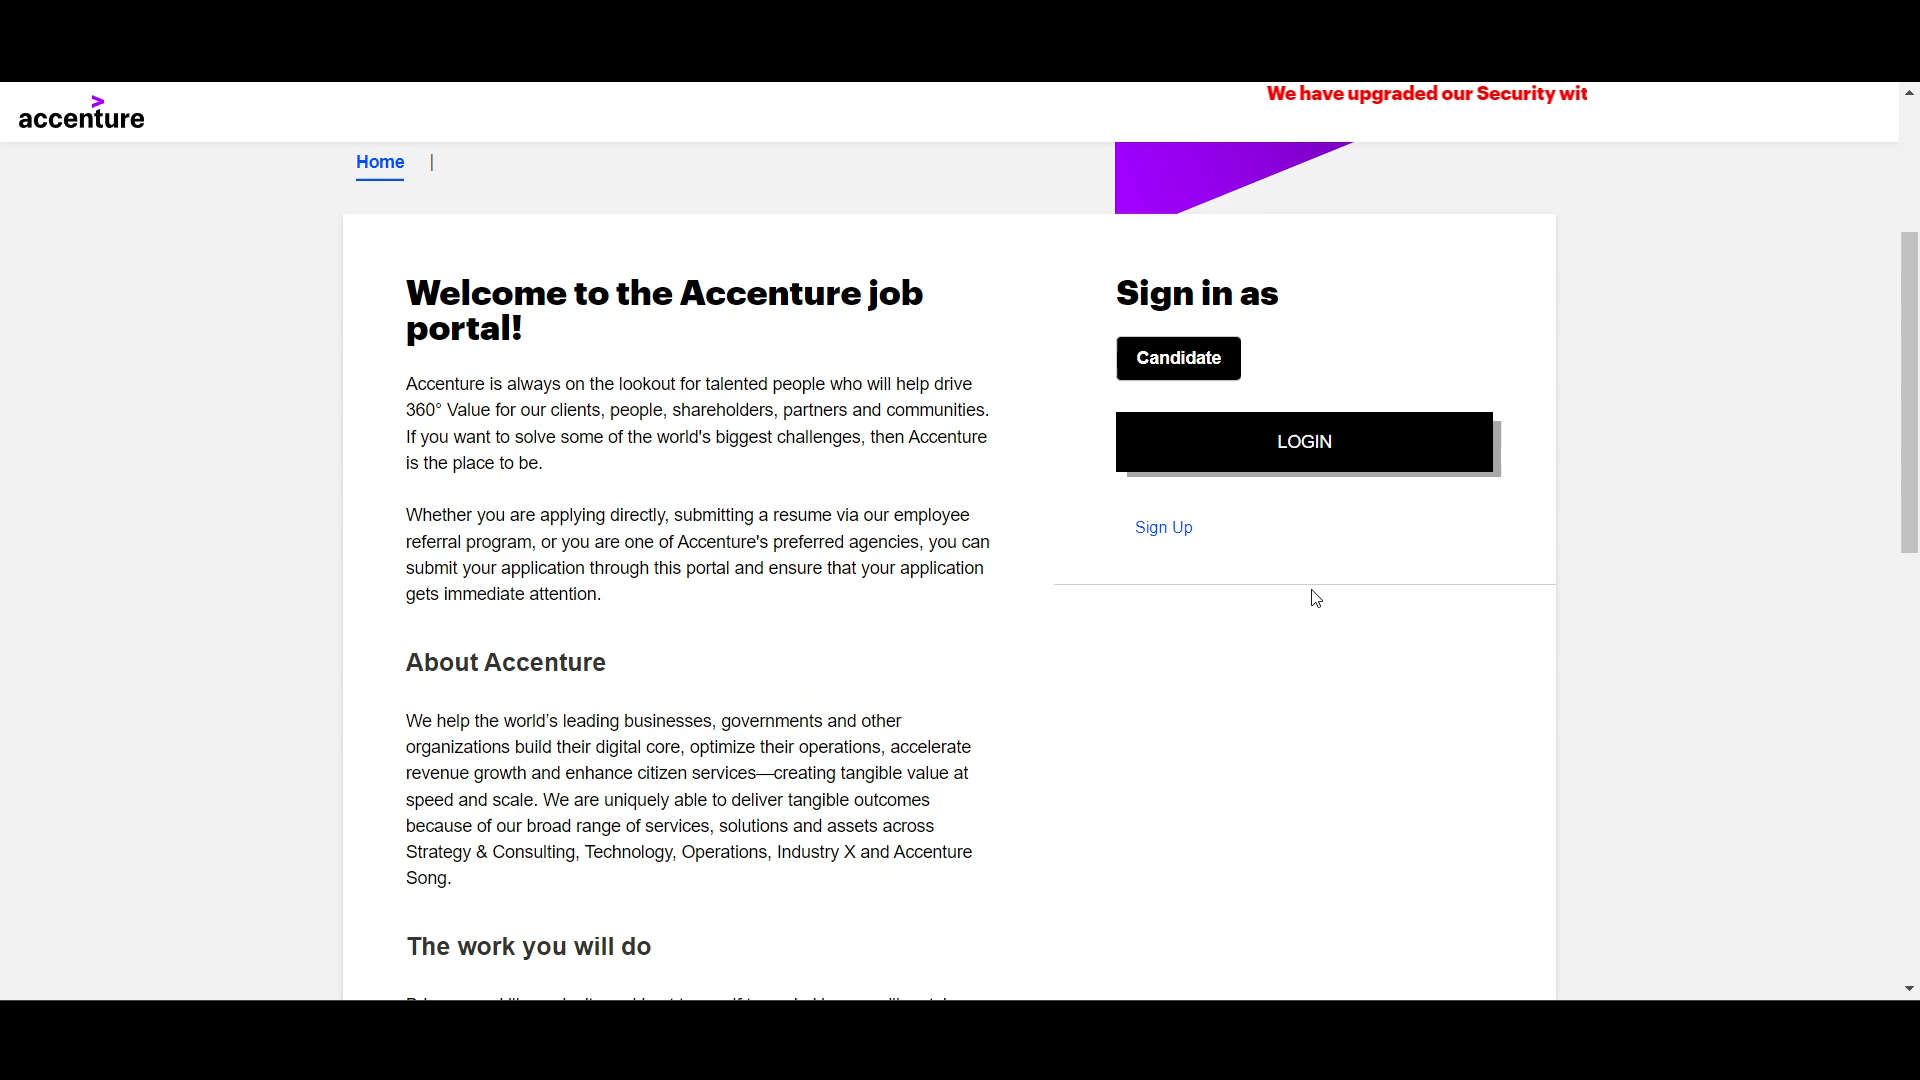 >
accenture
We have upgraded our Security wit
Home |
Welcome to the Accenture job
portal!
Accenture is always on the lookout for talented people who will help drive
360° Value for our clients, people, shareholders, partners and communities.
If you want to solve some of the world's biggest challenges, then Accenture
is the place to be.
Whether you are applying directly, submitting a resume via our employee
referral program, or you are one of Accenture's preferred agencies, you can
submit your application through this portal and ensure that your application
gets immediate attention.
About Accenture
We help the world’s leading businesses, governments and other
organizations build their digital core, optimize their operations, accelerate
revenue growth and enhance citizen services—creating tangible value at
speed and scale. We are uniquely able to deliver tangible outcomes
because of our broad range of services, solutions and assets across
Strategy & Consulting, Technology, Operations, Industry X and Accenture
Song.
The work you will do
Sign in as
Candidate
LOGIN
Sign Up